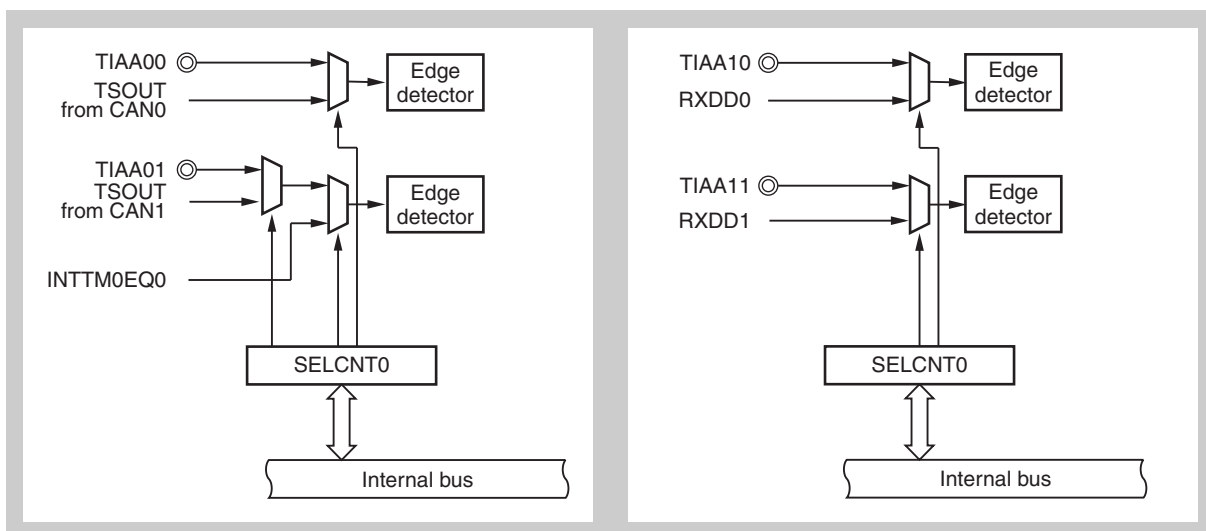 TIAA00
TSOUT
from CAN0
Edge
detector
TIAA01
TSOUT
from CAN1
Edge
detector
INTTM0EQ0
SELCNT0
Internal bus
TIAA10
RXDD0
Edge
detector
TIAA11
RXDD1
Edge
detector
SELCNT0
Internal bus